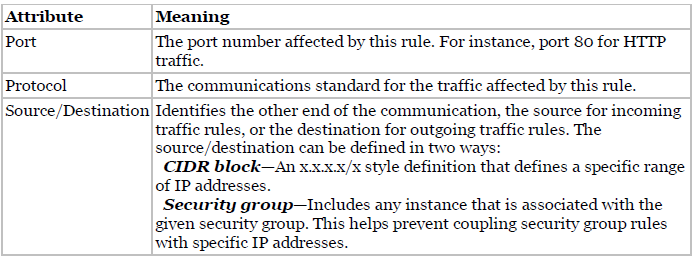 Attribute Meaning
Port The port number affected by this rule. For instance, port 80 for HTTP
traffic.
Protocol The communications standard for the traffic affected by this rule.
Source/Destination Identifies the other end of the communication, the source for incoming
traffic rules, or the destination for outgoing traffic rules. The
source/destination can be defined in two ways:
CIDR block—An x.x.x.x/x style definition that defines a specific range
of IP addresses.
Security group—Includes any instance that is associated with the
given security group. This helps prevent coupling security group rules
with specific IP addresses.